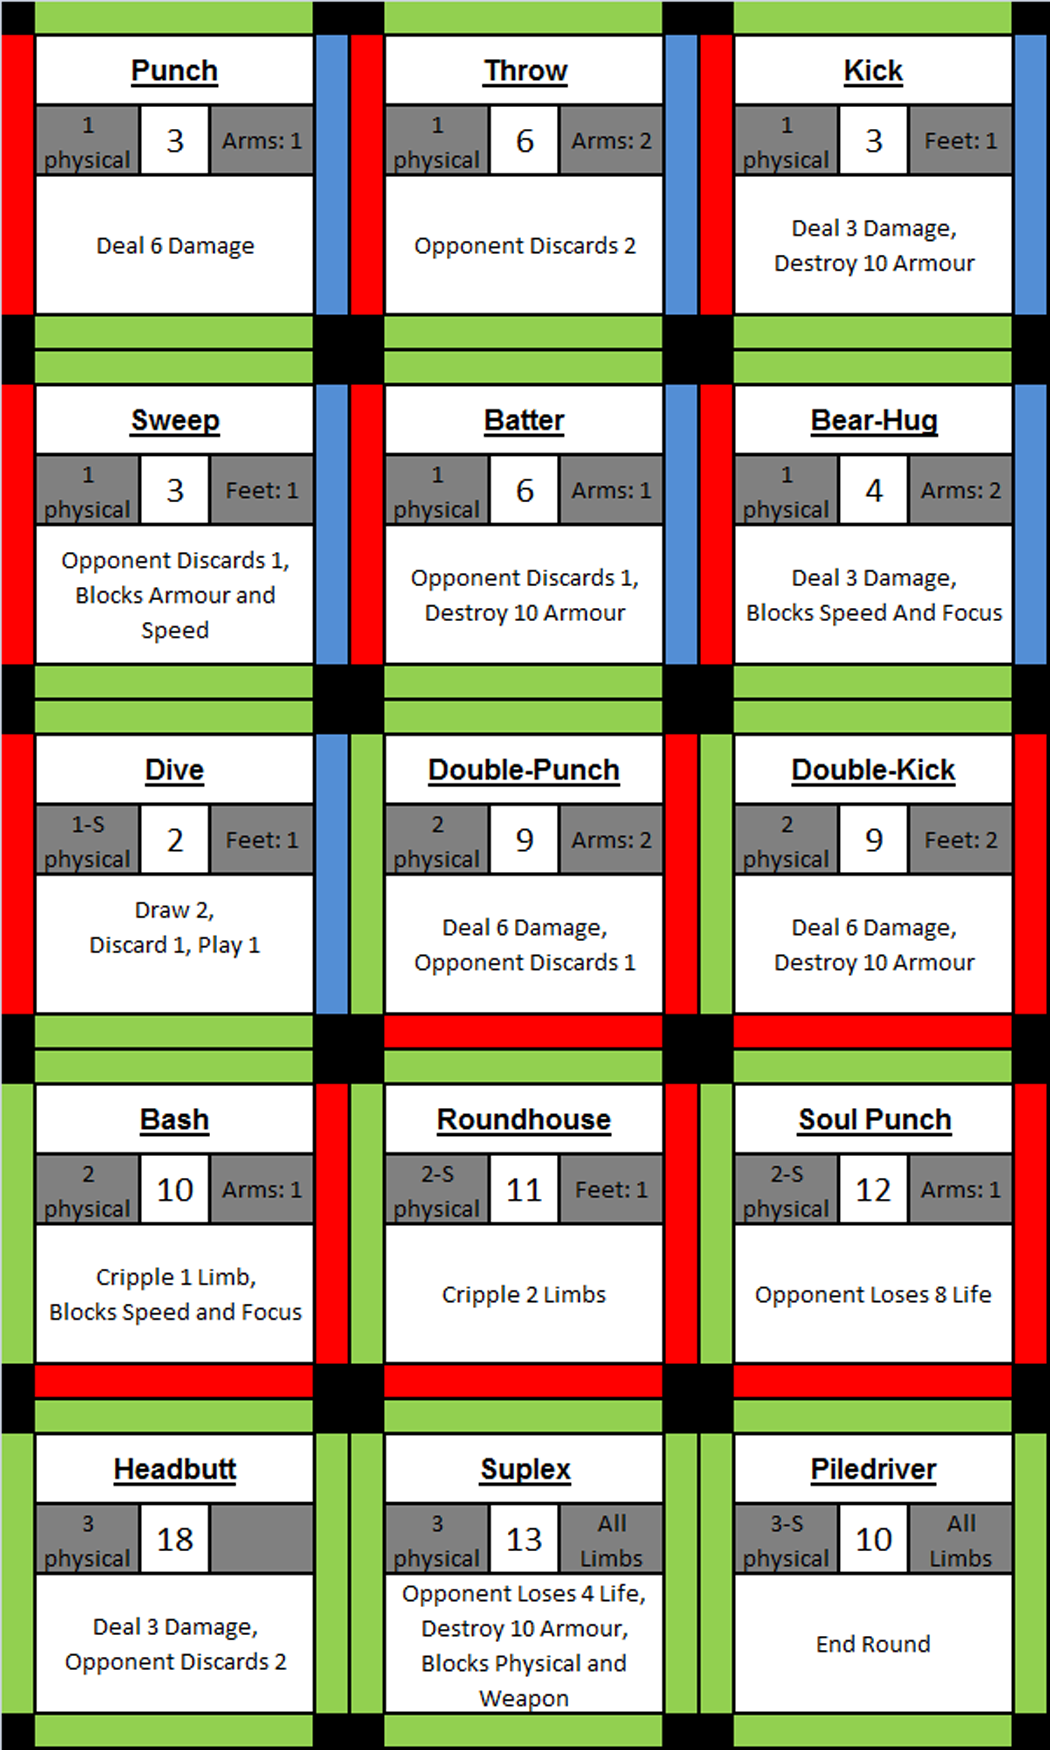 Punch
1
physical
3
Arms: 1
Deal 6 Damage
Throw
1
physical
6
Arms: 2
Opponent Discards 2
Kick
1
physical
3
Feet: 1
Deal 3 Damage,
Destroy 10 Armour
Sweep
1
physical
3
Feet: 1
Opponent Discards 1,
Blocks Armour and
Speed
Batter
1
physical
6
Arms: 1
Opponent Discards 1,
Destroy 10 Armour
Bear-Hug
1
physical
4
Arms: 2
Deal 3 Damage,
Blocks Speed And Focus
Dive
1-S
physical
2
Feet: 1
Draw 2,
Discard 1, Play 1
Double-Punch
2
physical
9
Arms: 2
Deal 6 Damage,
Opponent Discards 1
Double-Kick
2
physical
9
Feet: 2
Deal 6 Damage,
Destroy 10 Armour
Bash
2
physical
10
Arms: 1
Cripple 1 Limb,
Blocks Speed and Focus
Roundhouse
2-S
physical
11
Feet: 1
Cripple 2 Limbs
Soul Punch
2-S
physical
12
Arms: 1
Opponent Loses 8 Life
Headbutt
3
physical
18
Deal 3 Damage,
Opponent Discards 2
Suplex
3
physical
13
All
Limbs
Opponent Loses 4 Life,
Destroy 10 Armour,
Blocks Physical and
Weapon
Piledriver
3-S
physical
10
All
Limbs
End Round